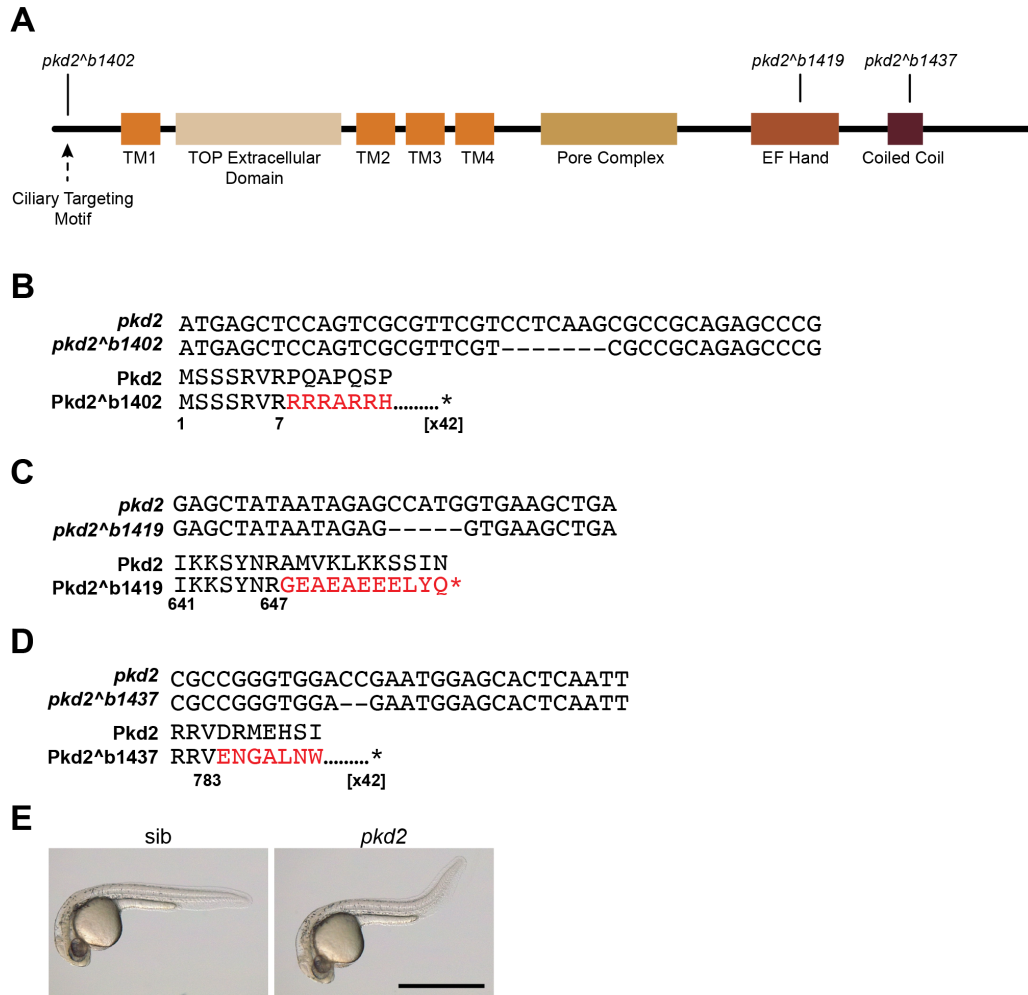 A
pkd2^b1402
pkd2^b1419
pkd2^b1437
TM1
TOP Extracellular
Domain
TM2
TM3
TM4
Pore Complex
EF Hand
Coiled Coil
Ciliary Targeting
Motif
B
pkd2 ATGAGCTCCAGTCGCGTTCGTCCTCAAGCGCCGCAGAGCCCG
pkd2^b1402 ATGAGCTCCAGTCGCGTTCGT-------CGCCGCAGAGCCCG
Pkd2 MSSSRVRPQAPQSP
Pkd2^b1402 MSSSRVRRRRARRH.........*
1 7 [x42]
C
pkd2 GAGCTATAATAGAGCCATGGTGAAGCTGA
pkd2^b1419 GAGCTATAATAGAG-----GTGAAGCTGA
Pkd2 IKKSYNRAMVKLKKSSIN
Pkd2^b1419 IKKSYNRGEAEAEEELYQ*
641 647
D
pkd2 CGCCGGGTGGACCGAATGGAGCACTCAATT
pkd2^b1437 CGCCGGGTGGA--GAATGGAGCACTCAATT
Pkd2 RRVDRMEHSI
Pkd2^b1437 RRVENGALNW.........*
783 [x42]
E
sib
pkd2